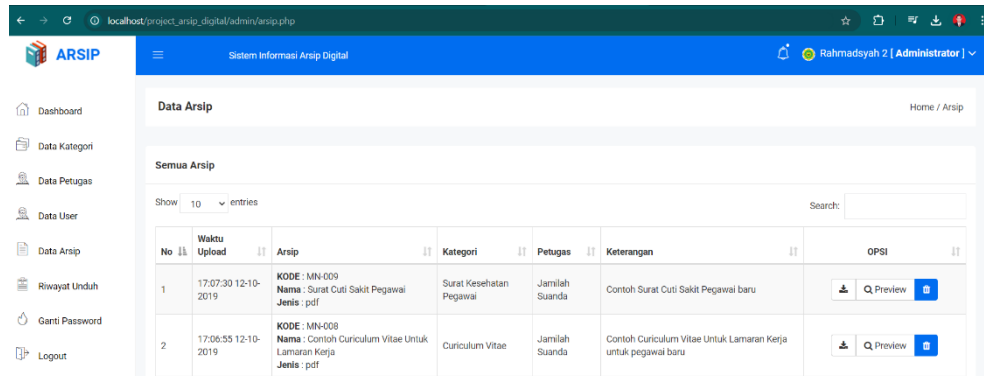 localhost/project_arsip_digital/admin/arsip.php
ARSIP
Sistem Informasi Arsip Digital
Rahmadsyah 2 [ Administrator ]
Dashboard
Data Kategori
Data Petugas
Data User
Data Arsip
Riwayat Unduh
Ganti Password
Logout
Data Arsip
Home / Arsip
Semua Arsip
Show 10 entries
Search:
No
Waktu
Upload
Arsip
Kategori
Petugas
Keterangan
OPSI
1
17:07:30 12-10-
2019
KODE : MN-009
Nama : Surat Cuti Sakit Pegawai
Jenis : pdf
Surat Kesehatan
Pegawai
Jamilah
Suanda
Contoh Surat Cuti Sakit Pegawai baru
Preview
2
17:06:55 12-10-
2019
KODE : MN-008
Nama : Contoh Curiculum Vitae Untuk
Lamaran Kerja
Jenis : pdf
Curiculum Vitae
Jamilah
Suanda
Contoh Curiculum Vitae Untuk Lamaran Kerja
untuk pegawai baru
Preview